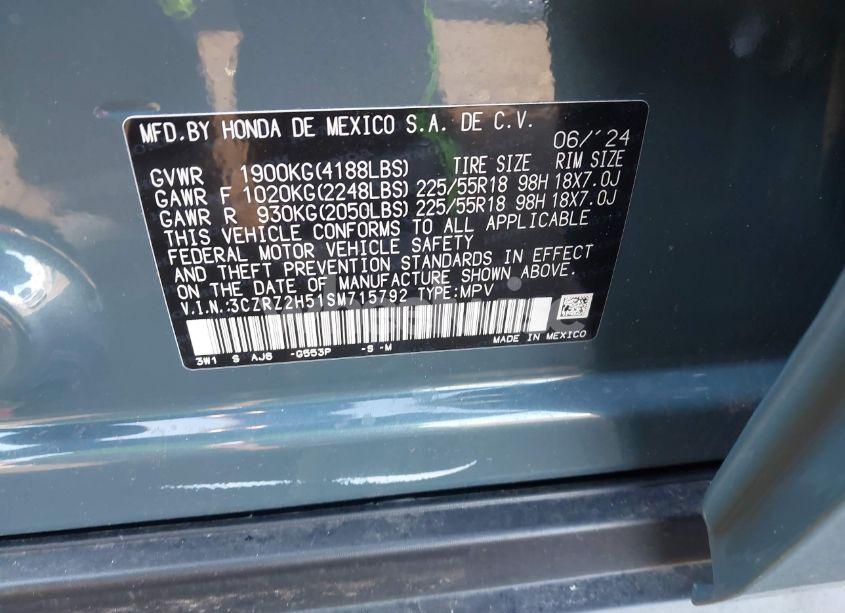 MFD.BY HONDA DE MEXICO S.A. DE C.V.
06/´24
GVWR 1900KG(4188LBS) TIRE SIZE RIM SIZE
GAWR F 1020KG(2248LBS) 225/55R18 98H 18X7.0J
GAWR R 930KG(2050LBS) 225/55R18 98H 18X7.0J
THIS VEHICLE CONFORMS TO ALL APPLICABLE
FEDERAL MOTOR VEHICLE SAFETY
AND THEFT PREVENTION STANDARDS IN EFFECT
ON THE DATE OF MANUFACTURE SHOWN ABOVE.
V.I.N.:3CZRZ2H51SM715792 TYPE:MPV
3W1 S AJ6 -G553P -S -M MADE IN MEXICO